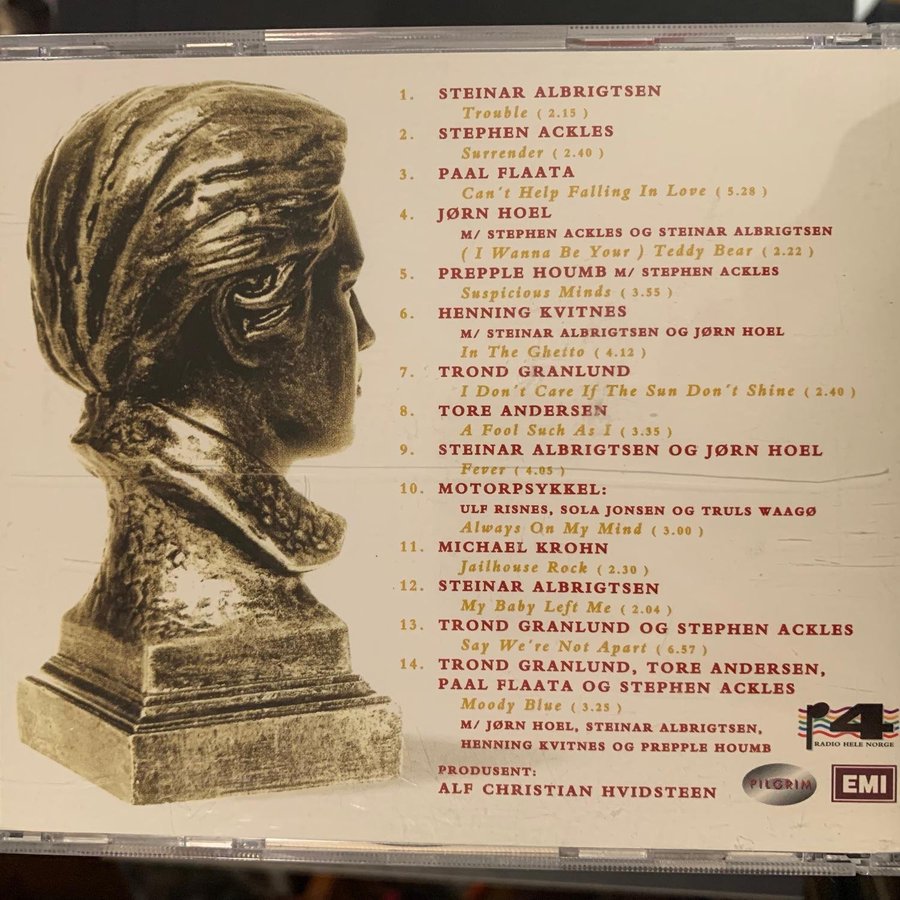 1. STEINAR ALBRIGTSEN
Trouble ( 2.15 )
2. STEPHEN ACKLES
Surrender ( 2.40 )
3. PAAL FLAATA
Can´t Help Falling In Love ( 5.28 )
4. JØRN HOEL
M/ STEPHEN ACKLES OG STEINAR ALBRIGTSEN
( I Wanna Be Your ) Teddy Bear ( 2.22 )
5. PREPPLE HOUMB M/ STEPHEN ACKLES
Suspicious Minds ( 3.55 )
6. HENNING KVITNES
M/ STEINAR ALBRIGTSEN OG JØRN HOEL
In The Ghetto ( 4.12 )
7. TROND GRANLUND
I Don´t Care If The Sun Don´t Shine ( 2.40 )
8. TORE ANDERSEN
A Fool Such As I ( 3.35 )
9. STEINAR ALBRIGTSEN OG JØRN HOEL
Fever ( 4.05 )
10. MOTORPSYKKEL:
ULF RISNES, SOLA JONSEN OG TRULS WAAGØ
Always On My Mind ( 3.00 )
11. MICHAEL KROHN
Jailhouse Rock ( 2.30 )
12. STEINAR ALBRIGTSEN
My Baby Left Me ( 2.04 )
13. TROND GRANLUND OG STEPHEN ACKLES
Say We're Not Apart ( 6.57 )
14. TROND GRANLUND, TORE ANDERSEN,
PAAL FLAATA OG STEPHEN ACKLES
Moody Blue ( 3.25 )
M/ JØRN HOEL, STEINAR ALBRIGTSEN,
HENNING KVITNES OG PREPPLE HOUMB
P4
RADIO HELE NORGE
PRODUSENT:
ALF CHRISTIAN HVIDSTEEN
PILGRIM
EMI